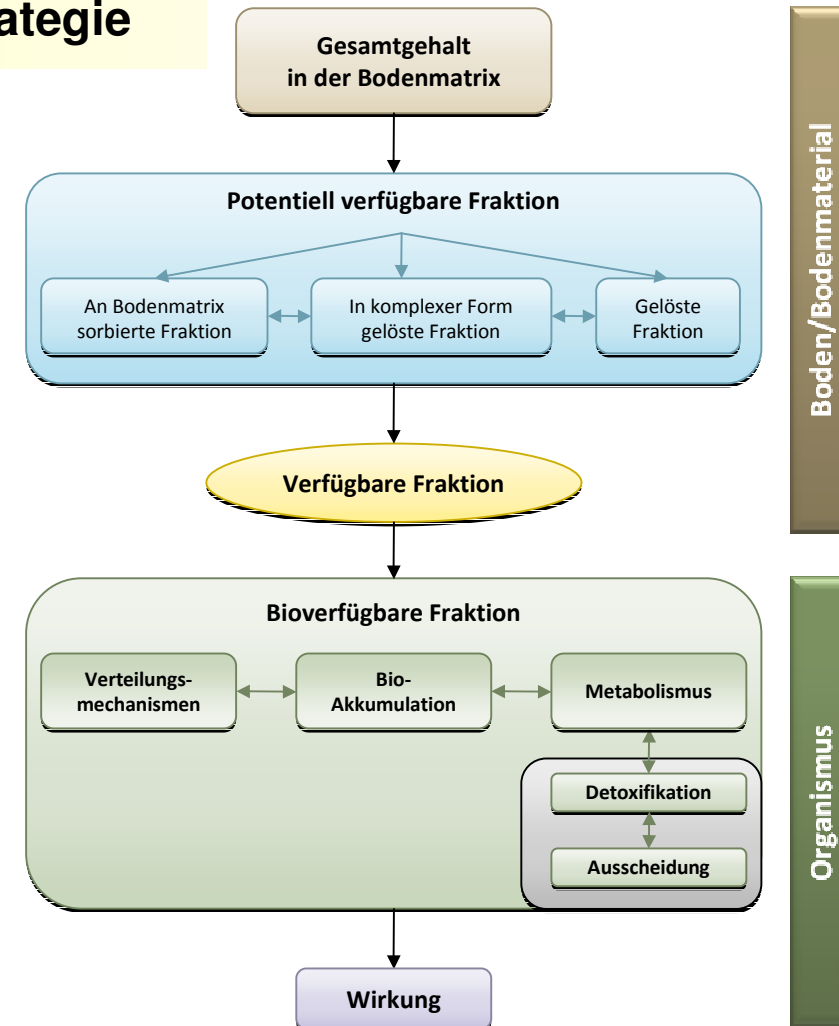 ategie
Gesamtgehalt
in der Bodenmatrix
Potentiell verfügbare Fraktion
An Bodenmatrix
sorbierte Fraktion
In komplexer Form
gelöste Fraktion
Gelöste
Fraktion
Verfügbare Fraktion
Boden/Bodenmaterial
Bioverfügbare Fraktion
Verteilungs-
mechanismen
Bio-
Akkumulation
Metabolismus
Detoxifikation
Ausscheidung
Organismus
Wirkung